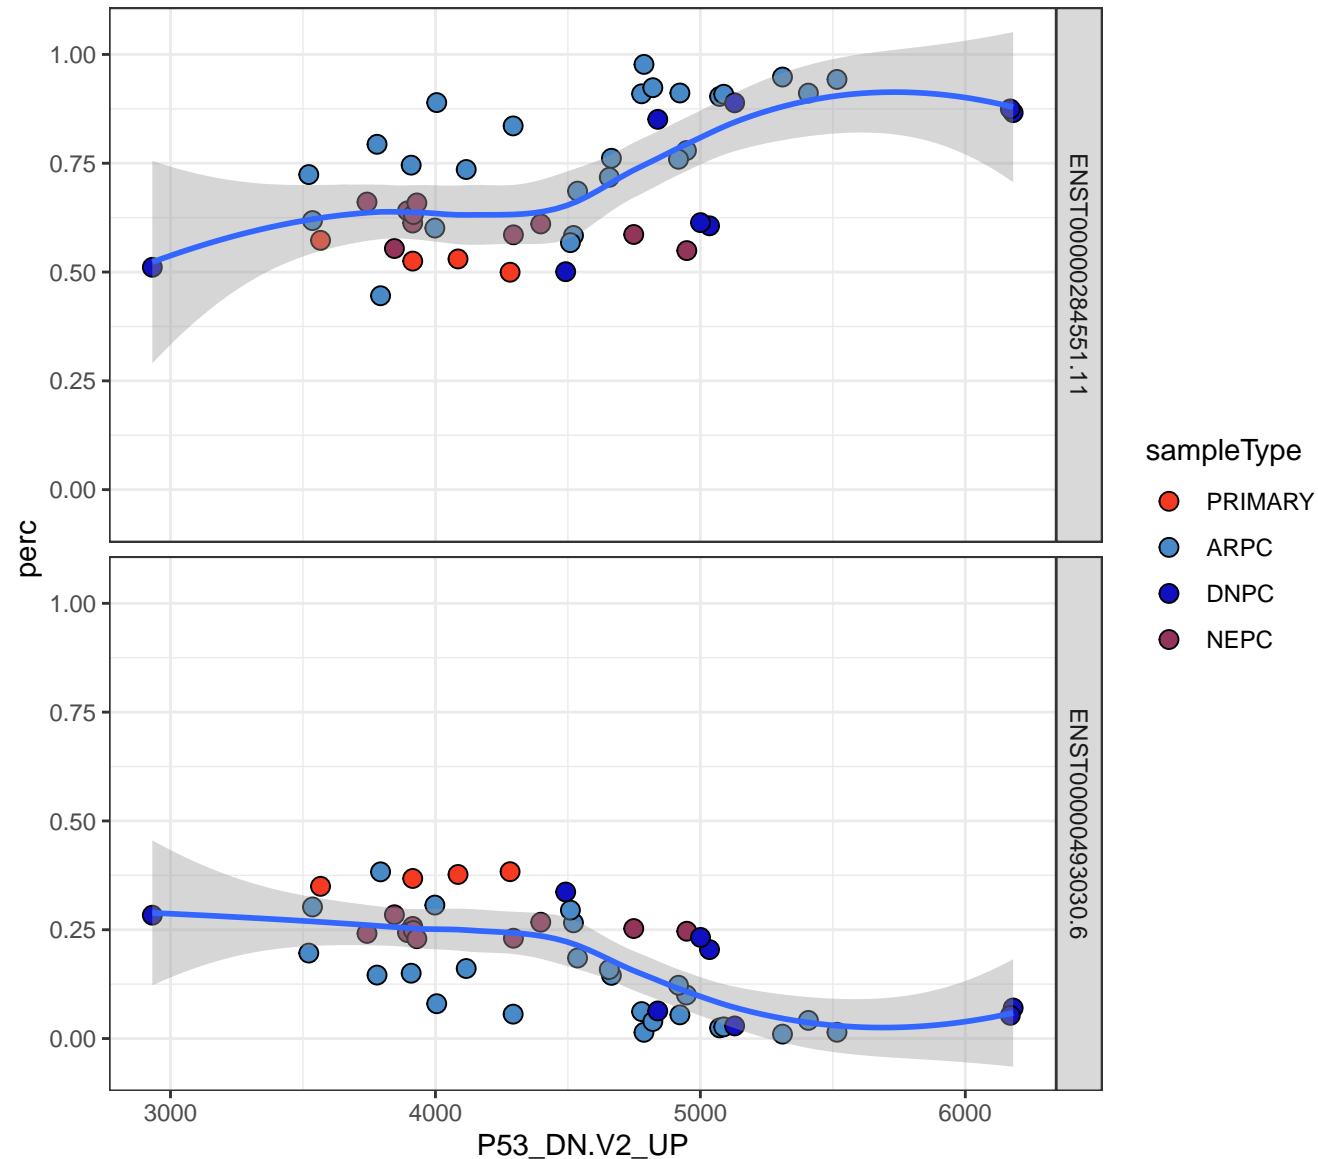 1.00
0.75
0.50
0.25
0.00
ENST00000284551.11
1.00
0.75
0.50
0.25
0.00
ENST00000493030.6
perc
3000
4000
5000
6000
P53_DN.V2_UP
sampleType
PRIMARY
ARPC
DNPC
NEPC